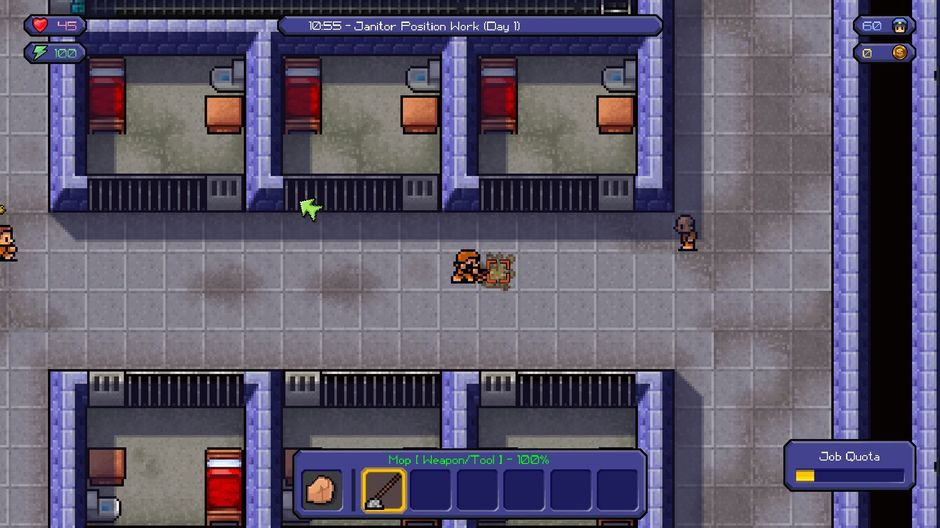 45
10:55 - Janitor Position Work (Day 1)
60
100
0
Mop [ Weapon/Tool ] - 100%
Job Quota